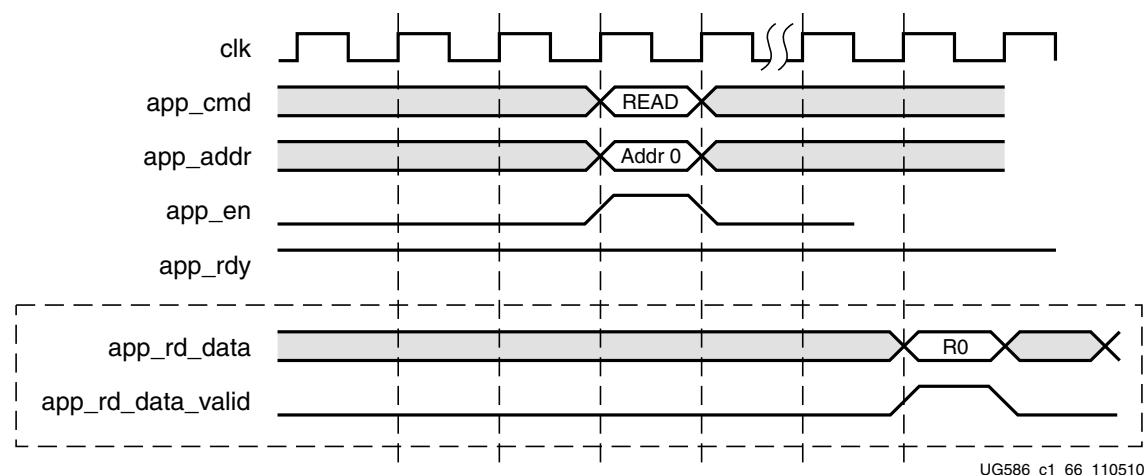 clk
app_cmd READ
app_addr Addr 0
app_en
app_rdy
app_rd_data R0
app_rd_data_valid
UG586_c1_66_110510